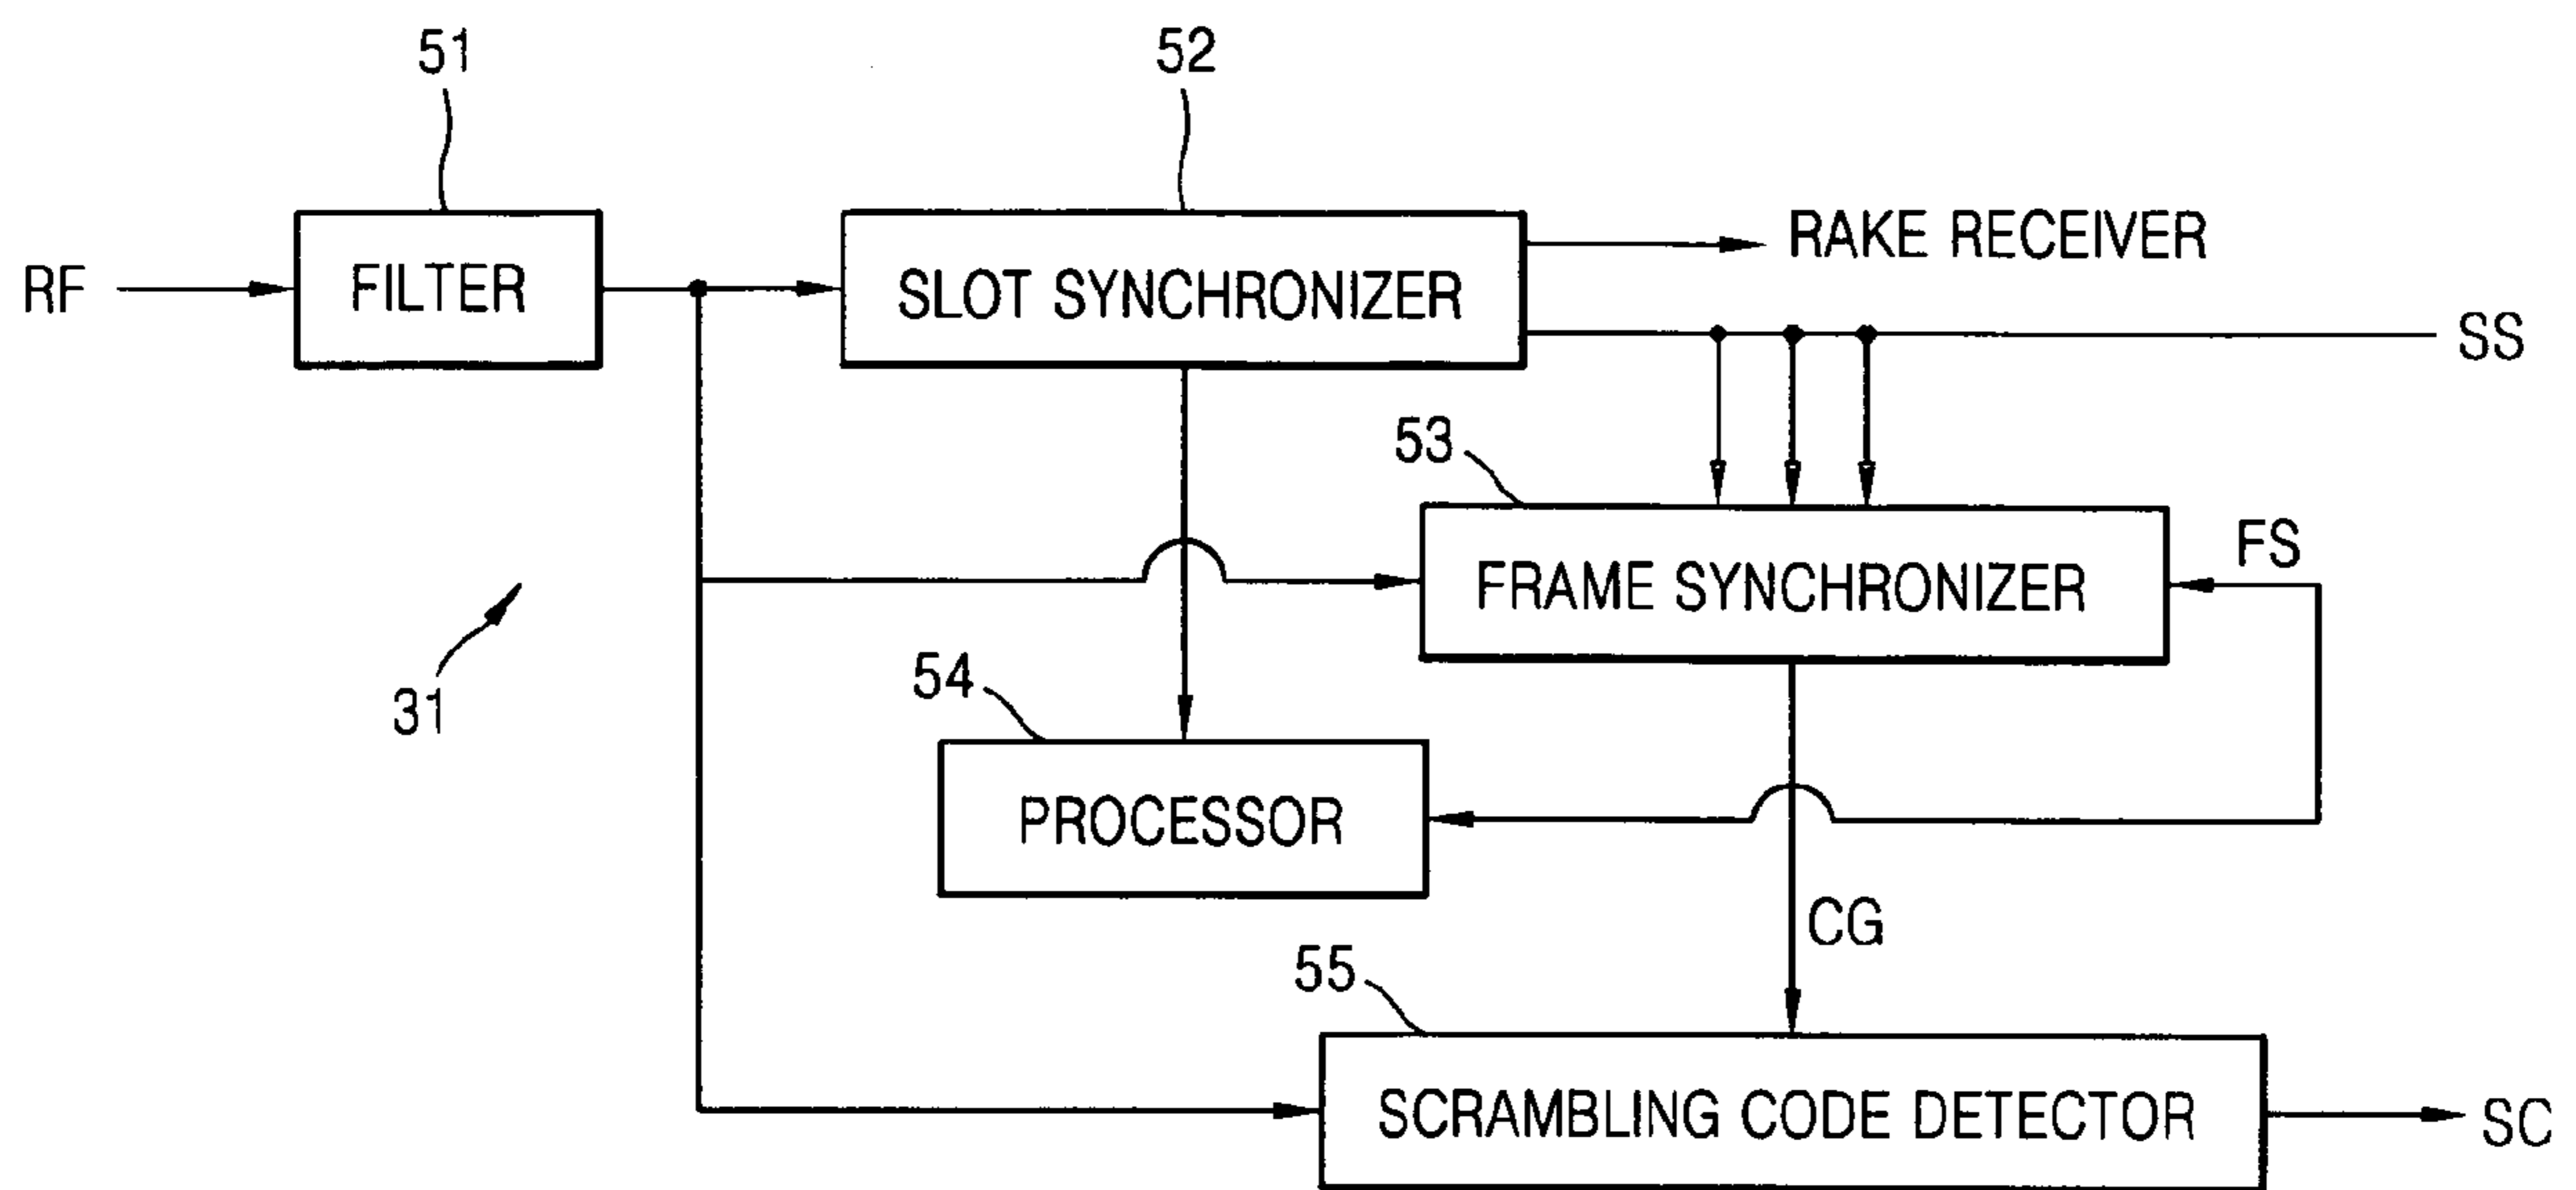 51
52
RF
FILTER
SLOT SYNCHRONIZER
RAKE RECEIVER
SS
53
FRAME SYNCHRONIZER
FS
31
54
PROCESSOR
CG
55
SCRAMBLING CODE DETECTOR
SC